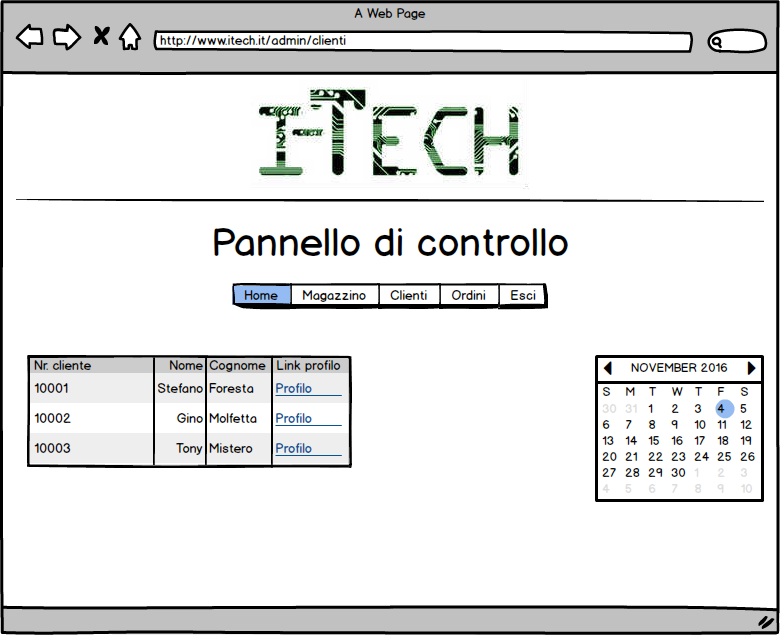 A Web Page
http://www.itech.it/admin/clienti
I-TECH
Pannello di controllo
Home Magazzino Clienti Ordini Esci
Nr. cliente Nome Cognome Link profilo
10001 Stefano Foresta Profilo
10002 Gino Molfetta Profilo
10003 Tony Mistero Profilo
NOVEMBER 2016
S M T W T F S
30 31 1 2 3 4 5
6 7 8 9 10 11 12
13 14 15 16 17 18 19
20 21 22 23 24 25 26
27 28 29 30 1 2 3
4 5 6 7 8 9 10